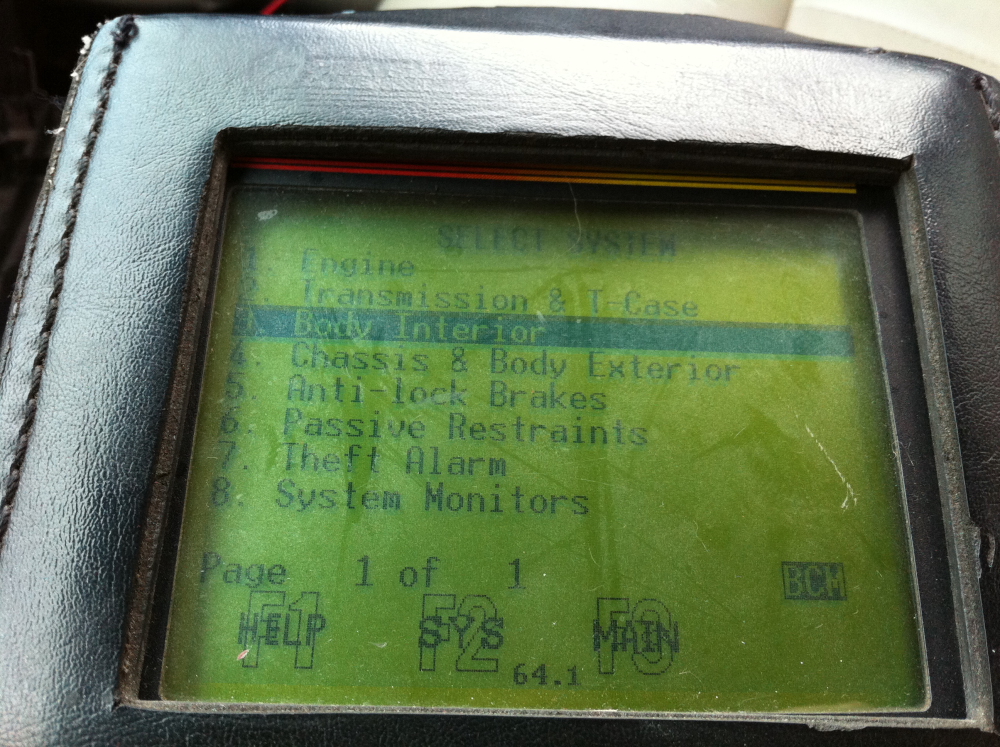 SELECT SYSTEM
1. Engine
2. Transmission & T-Case
3. Body Interior
4. Chassis & Body Exterior
5. Anti-lock Brakes
6. Passive Restraints
7. Theft Alarm
8. System Monitors
Page 1 of 1 BCM
F1 HELP F2 SYS F3 MAIN
64.1